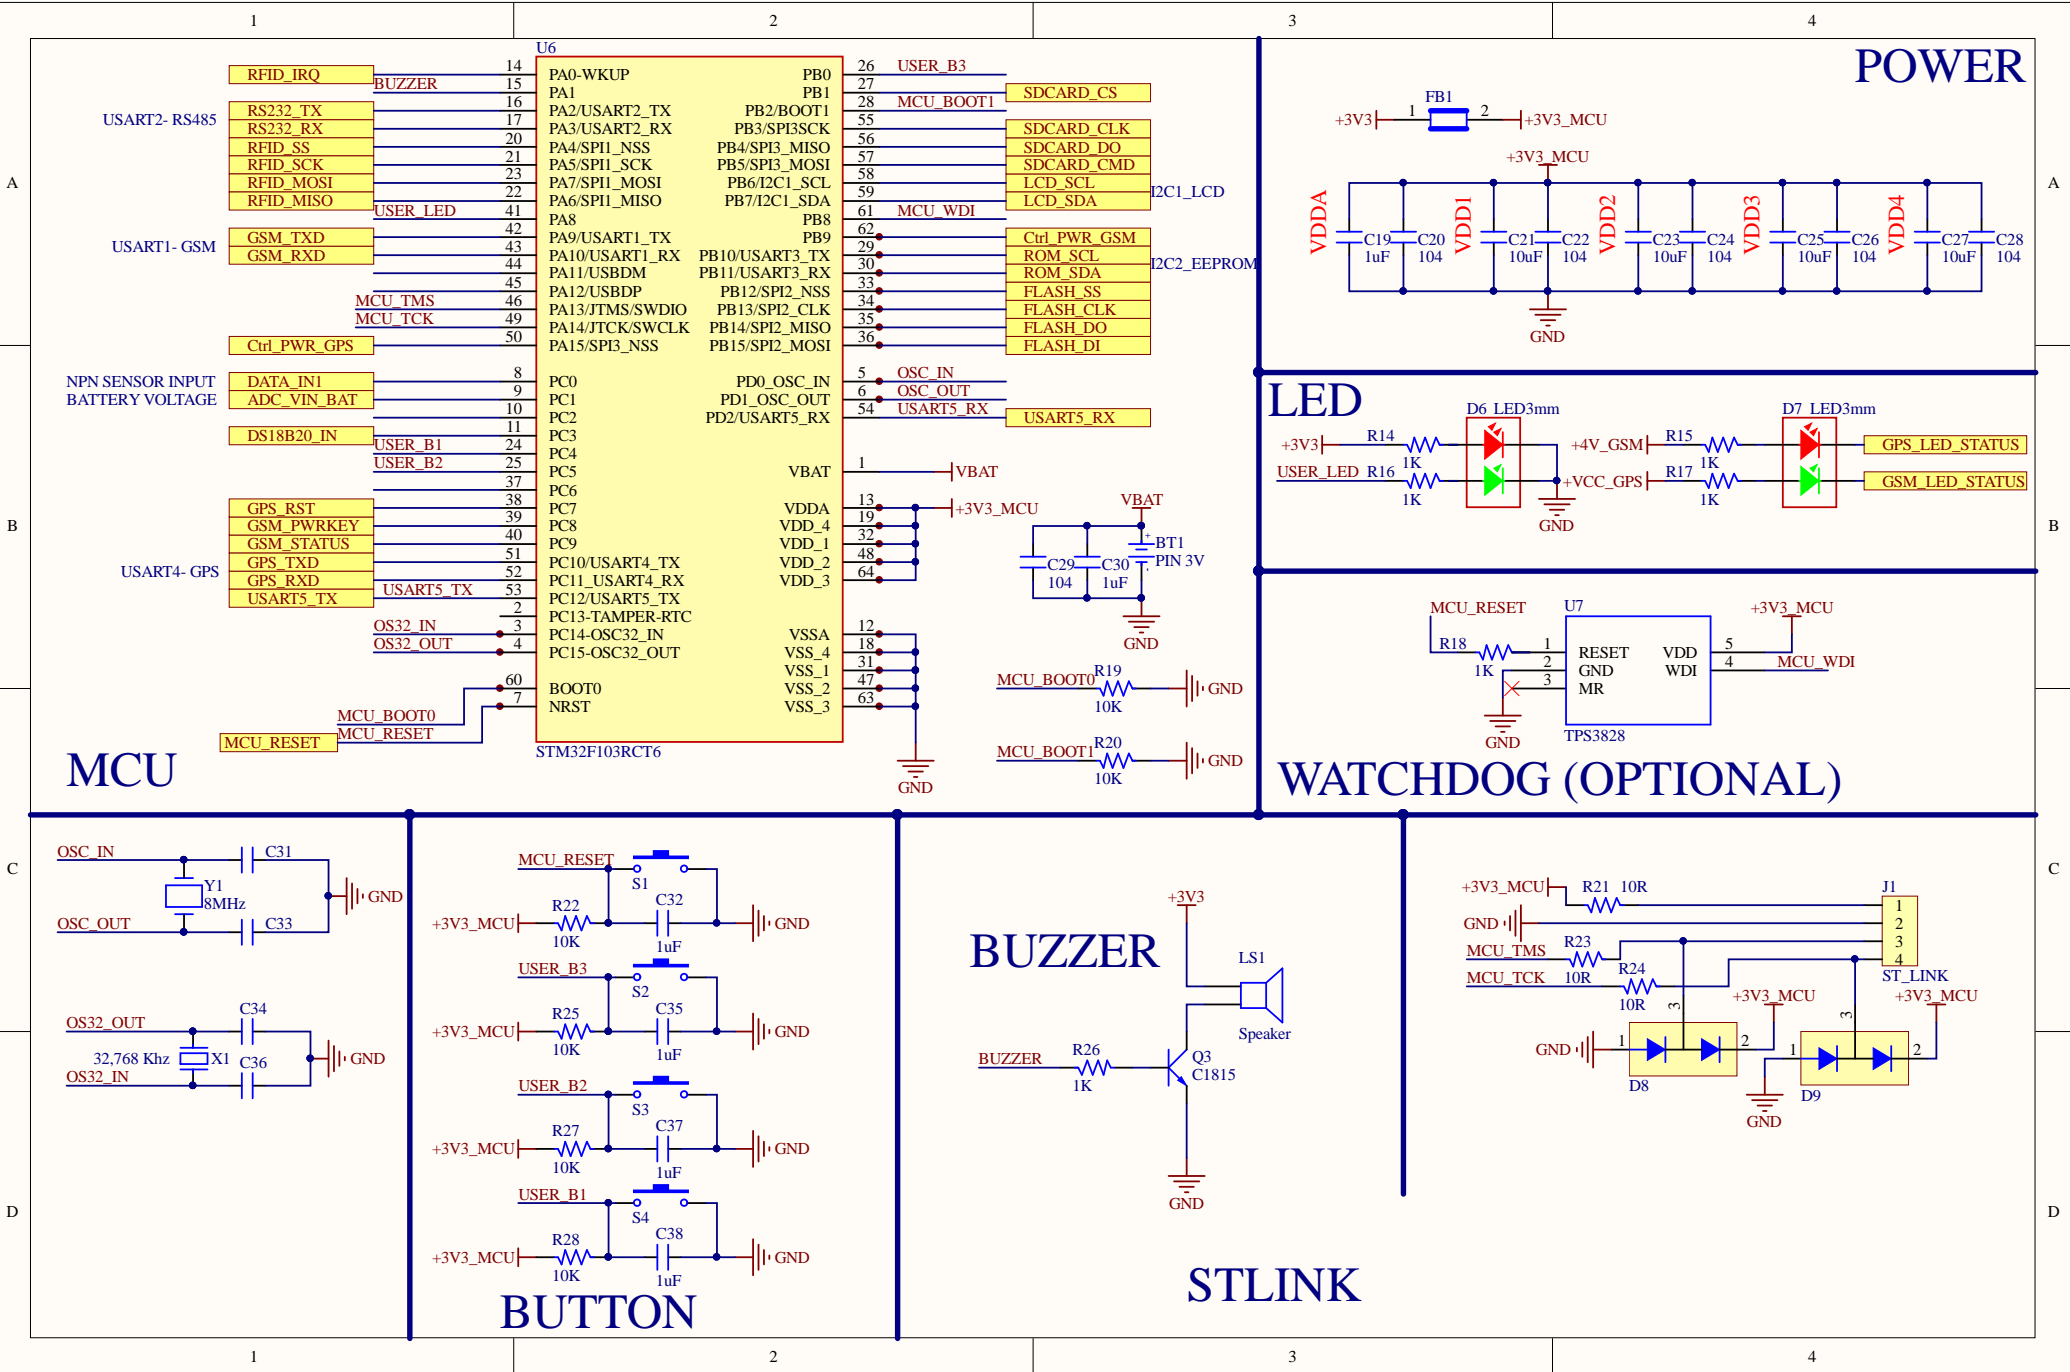 1 2 3 4
A B C D
U6
RFID_IRQ 14 PA0-WKUP
BUZZER 15 PA1
USART2- RS485
RS232_TX 16 PA2/USART2_TX
RS232_RX 17 PA3/USART2_RX
RFID_SS 20 PA4/SPI1_NSS
RFID_SCK 21 PA5/SPI1_SCK
RFID_MOSI 23 PA7/SPI1_MOSI
RFID_MISO 22 PA6/SPI1_MISO
USER_LED 41 PA8
USART1- GSM
GSM_TXD 42 PA9/USART1_TX
GSM_RXD 43 PA10/USART1_RX
44 PA11/USBDM
45 PA12/USBDP
MCU_TMS 46 PA13/JTMS/SWDIO
MCU_TCK 49 PA14/JTCK/SWCLK
Ctrl_PWR_GPS 50 PA15/SPI3_NSS
NPN SENSOR INPUT DATA_IN1 8 PC0
BATTERY VOLTAGE ADC_VIN_BAT 9 PC1
10 PC2
DS18B20_IN 11 PC3
USER_B1 24 PC4
USER_B2 25 PC5
37 PC6
GPS_RST 38 PC7
GSM_PWRKEY 39 PC8
GSM_STATUS 40 PC9
USART4- GPS
GPS_TXD 51 PC10/USART4_TX
GPS_RXD 52 PC11_USART4_RX
USART5_TX USART5_TX 53 PC12/USART5_TX
2 PC13-TAMPER-RTC
OS32_IN 3 PC14-OSC32_IN
OS32_OUT 4 PC15-OSC32_OUT
60 BOOT0
7 NRST
MCU_BOOT0
MCU_RESET MCU_RESET
STM32F103RCT6
MCU
PB0 26 USER_B3
PB1 27 SDCARD_CS
PB2/BOOT1 28 MCU_BOOT1
PB3/SPI3SCK 55 SDCARD_CLK
PB4/SPI3_MISO 56 SDCARD_DO
PB5/SPI3_MOSI 57 SDCARD_CMD
PB6/I2C1_SCL 58 LCD_SCL
PB7/I2C1_SDA 59 LCD_SDA
I2C1_LCD
PB8 61 MCU_WDI
PB9 62 Ctrl_PWR_GSM
PB10/USART3_TX 29 ROM_SCL
PB11/USART3_RX 30 ROM_SDA
I2C2_EEPROM
PB12/SPI2_NSS 33 FLASH_SS
PB13/SPI2_CLK 34 FLASH_CLK
PB14/SPI2_MISO 35 FLASH_DO
PB15/SPI2_MOSI 36 FLASH_DI
PD0_OSC_IN 5 OSC_IN
PD1_OSC_OUT 6 OSC_OUT
PD2/USART5_RX 54 USART5_RX USART5_RX
VBAT 1 VBAT
VDDA 13 +3V3_MCU
VDD_4 19
VDD_1 32
VDD_2 48
VDD_3 64
VSSA 12
VSS_4 18
VSS_1 31
VSS_2 47
VSS_3 63
GND
VBAT
C29 104
C30 1uF
+ BT1
PIN 3V
GND
MCU_BOOT0 R19 10K GND
MCU_BOOT1 R20 10K GND
POWER
+3V3 1 FB1 2 +3V3_MCU
+3V3_MCU
VDDA VDD1 VDD2 VDD3 VDD4
C19 C20 C21 C22 C23 C24 C25 C26 C27 C28
1uF 104 10uF 104 10uF 104 10uF 104 10uF 104
GND
LED
D6 LED3mm
+3V3 R14 1K
USER_LED R16 1K
GND
D7 LED3mm
+4V_GSM R15 1K GPS_LED_STATUS
+VCC_GPS R17 1K GSM_LED_STATUS
MCU_RESET
R18 1K
U7
1 RESET VDD 5 +3V3_MCU
2 GND WDI 4 MCU_WDI
3 MR
GND
TPS3828
WATCHDOG (OPTIONAL)
OSC_IN C31
Y1
8MHz GND
OSC_OUT C33
OS32_OUT C34
32,768 Khz X1 GND
OS32_IN C36
MCU_RESET S1
+3V3_MCU R22 10K C32 1uF GND
USER_B3 S2
+3V3_MCU R25 10K C35 1uF GND
USER_B2 S3
+3V3_MCU R27 10K C37 1uF GND
USER_B1 S4
+3V3_MCU R28 10K C38 1uF GND
BUTTON
BUZZER
+3V3
LS1
Speaker
BUZZER R26 1K
Q3
C1815
GND
+3V3_MCU R21 10R
GND
MCU_TMS R23 10R
MCU_TCK R24 10R
J1
1
2
3
4
ST_LINK
+3V3_MCU
GND 1 3 2
D8
+3V3_MCU
1 3 2
D9
GND
STLINK
A B C D
1 2 3 4